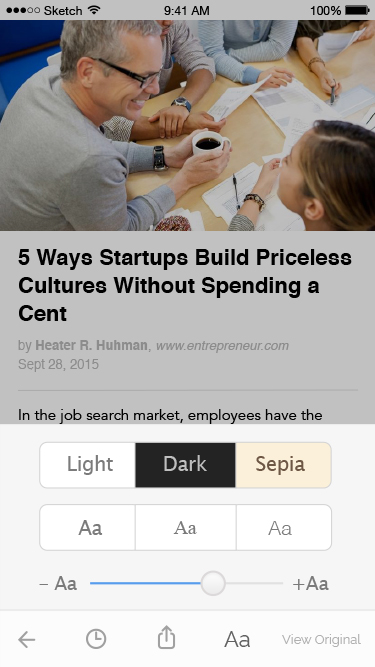 Sketch 9:41 AM 100%
5 Ways Startups Build Priceless
Cultures Without Spending a
Cent
by Heater R. Huhman, www.entrepreneur.com
Sept 28, 2015
In the job search market, employees have the
Light Dark Sepia
Aa Aa Aa
– Aa +Aa
Aa View Original